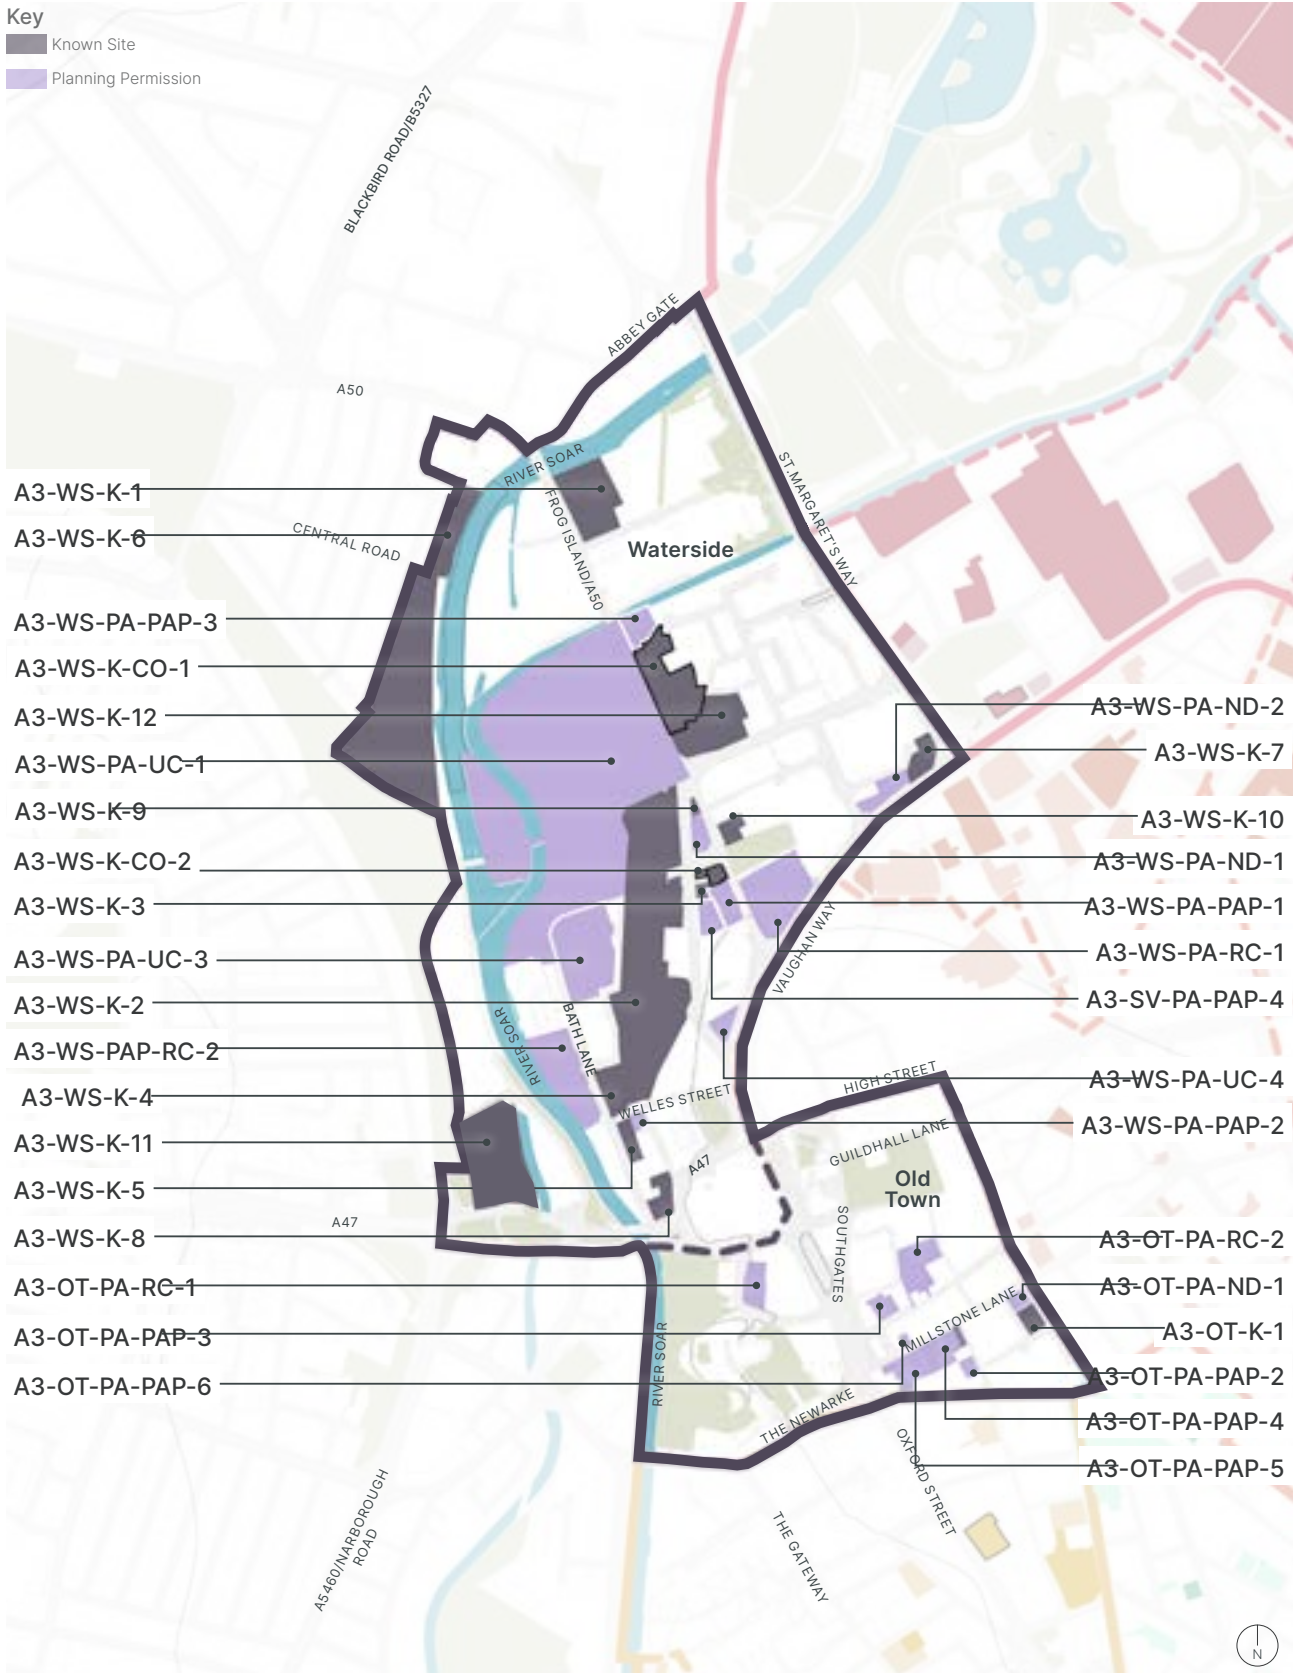 Key
Known Site
Planning Permission
BLACKBIRD ROAD/B5327
ABBEY GATE
A50
RIVER SOAR
ST.MARGARET'S WAY
A3-WS-K-1
FROG ISLAND/A50
CENTRAL ROAD
A3-WS-K-6
Waterside
A3-WS-PA-PAP-3
A3-WS-K-CO-1
A3-WS-K-12
A3-WS-PA-UC-1
A3-WS-K-9
A3-WS-K-CO-2
A3-WS-K-3
A3-WS-PA-UC-3
A3-WS-K-2
A3-WS-PAP-RC-2
A3-WS-K-4
A3-WS-K-11
A3-WS-K-5
A3-WS-K-8
A3-OT-PA-RC-1
A3-OT-PA-PAP-3
A3-OT-PA-PAP-6
A3-WS-PA-ND-2
A3-WS-K-7
A3-WS-K-10
A3-WS-PA-ND-1
A3-WS-PA-PAP-1
A3-WS-PA-RC-1
A3-SV-PA-PAP-4
A3-WS-PA-UC-4
A3-WS-PA-PAP-2
VAUGHAN WAY
RIVER SOAR
BATH LANE
WELLES STREET
HIGH STREET
GUILDHALL LANE
A47
Old
Town
A47
SOUTHGATES
A3-OT-PA-RC-2
A3-OT-PA-ND-1
A3-OT-K-1
A3-OT-PA-PAP-2
A3-OT-PA-PAP-4
A3-OT-PA-PAP-5
MILLSTONE LANE
RIVER SOAR
THE NEWARKE
OXFORD STREET
A5460/NARBOROUGH
ROAD
THE GATEWAY
N